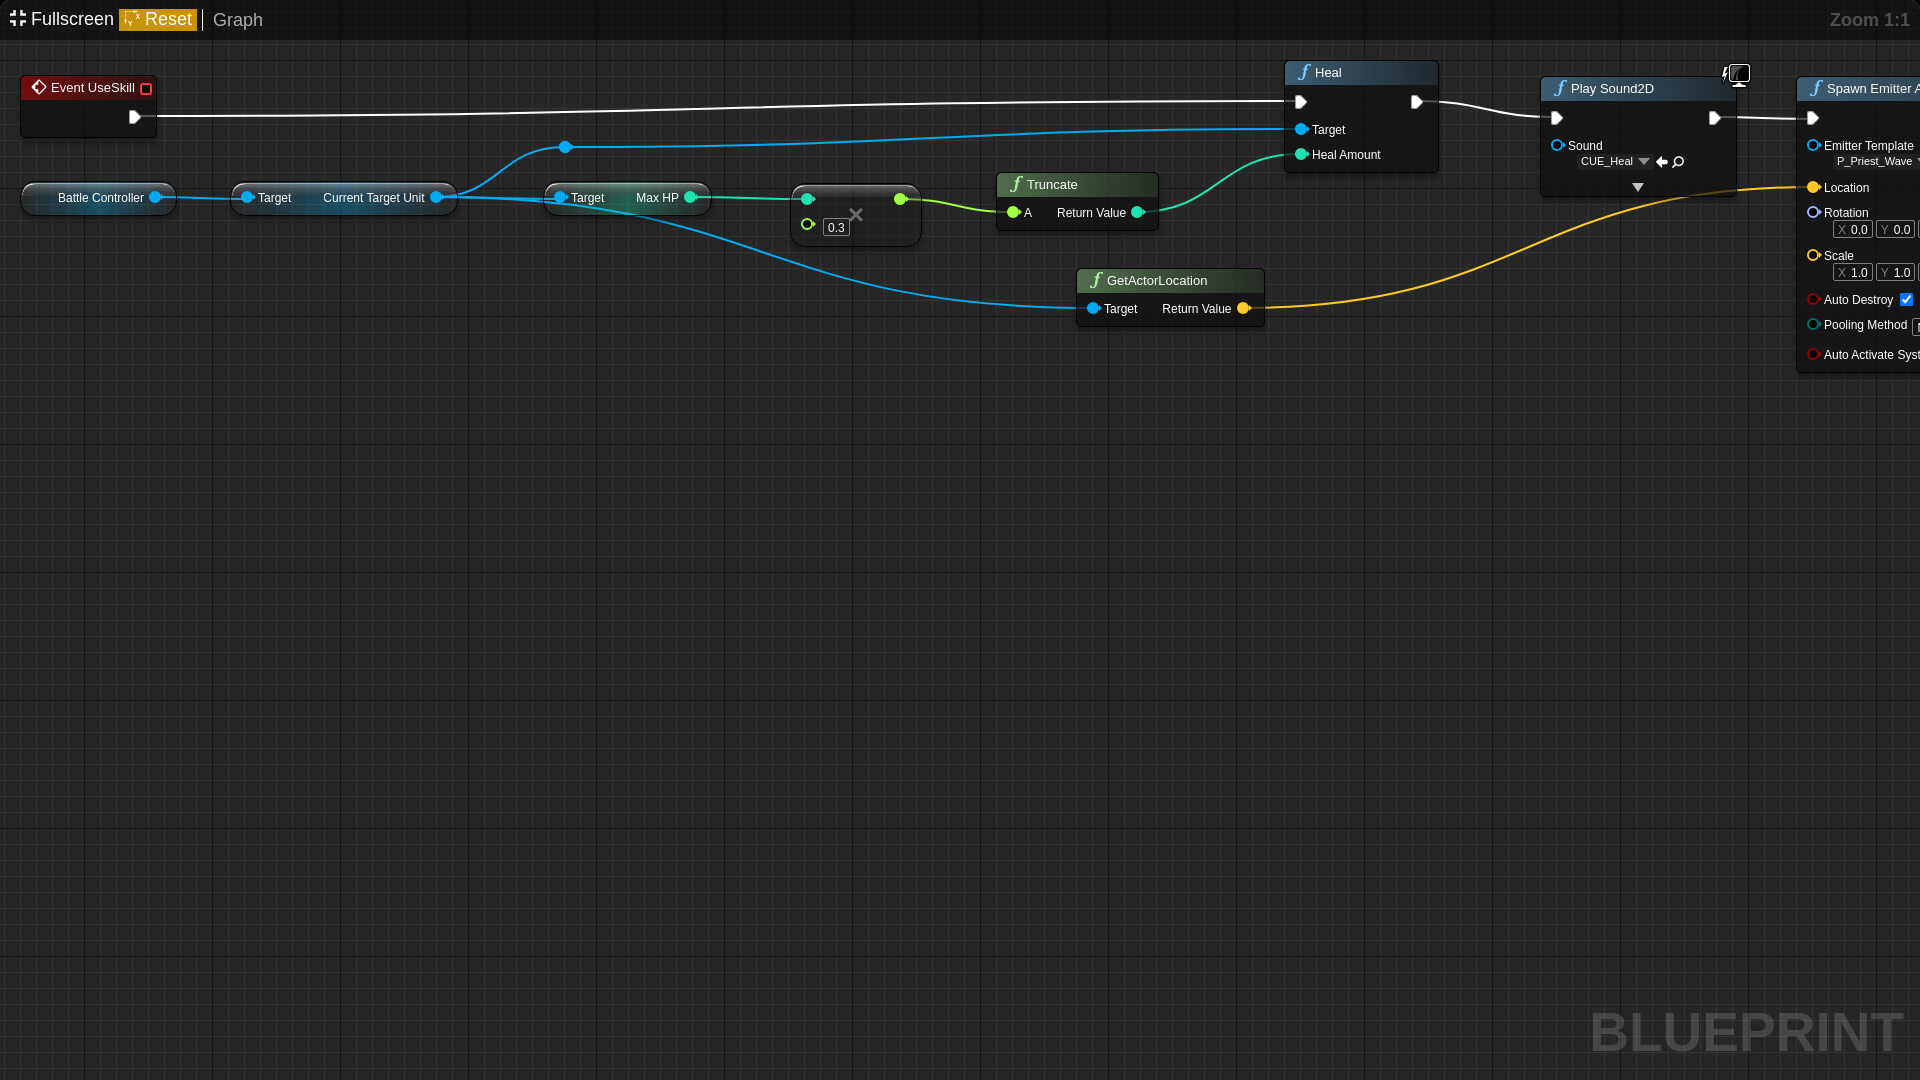 Fullscreen Reset Graph Zoom 1:1
Event UseSkill
Battle Controller
Target Current Target Unit
Target Max HP
0.3
Truncate
A Return Value
GetActorLocation
Target Return Value
Heal
Target
Heal Amount
Play Sound2D
Sound
CUE_Heal
Spawn Emitter A
Emitter Template
P_Priest_Wave
Location
Rotation
X 0.0 Y 0.0
Scale
X 1.0 Y 1.0
Auto Destroy
Pooling Method
Auto Activate Syst
BLUEPRINT